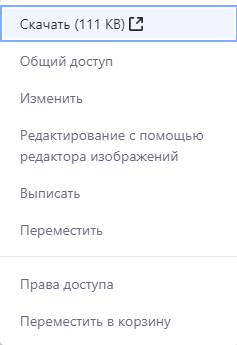 Скачать (111 KB)
Общий доступ
Изменить
Редактирование с помощью
редактора изображений
Выписать
Переместить
Права доступа
Переместить в корзину